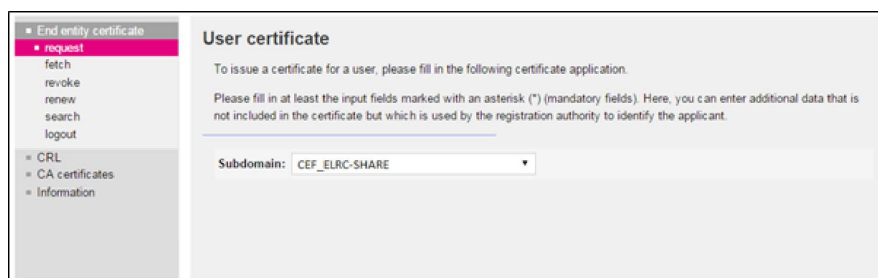 End entity certificate
request
fetch
revoke
renew
search
logout
CRL
CA certificates
Information
User certificate
To issue a certificate for a user, please fill in the following certificate application.
Please fill in at least the input fields marked with an asterisk (*) (mandatory fields). Here, you can enter additional data that is
not included in the certificate but which is used by the registration authority to identify the applicant.
Subdomain: CEF_ELRC-SHARE